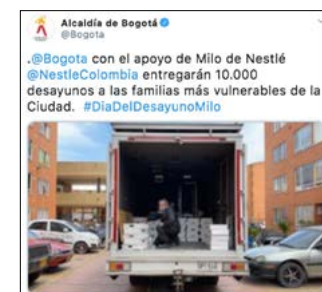 Alcaldía de Bogotá
@Bogota
.@Bogota con el apoyo de Milo de Nestlé
@NestleColombia entregarán 10.000
desayunos a las familias más vulnerables de la
Ciudad. #DiaDelDesayunoMilo